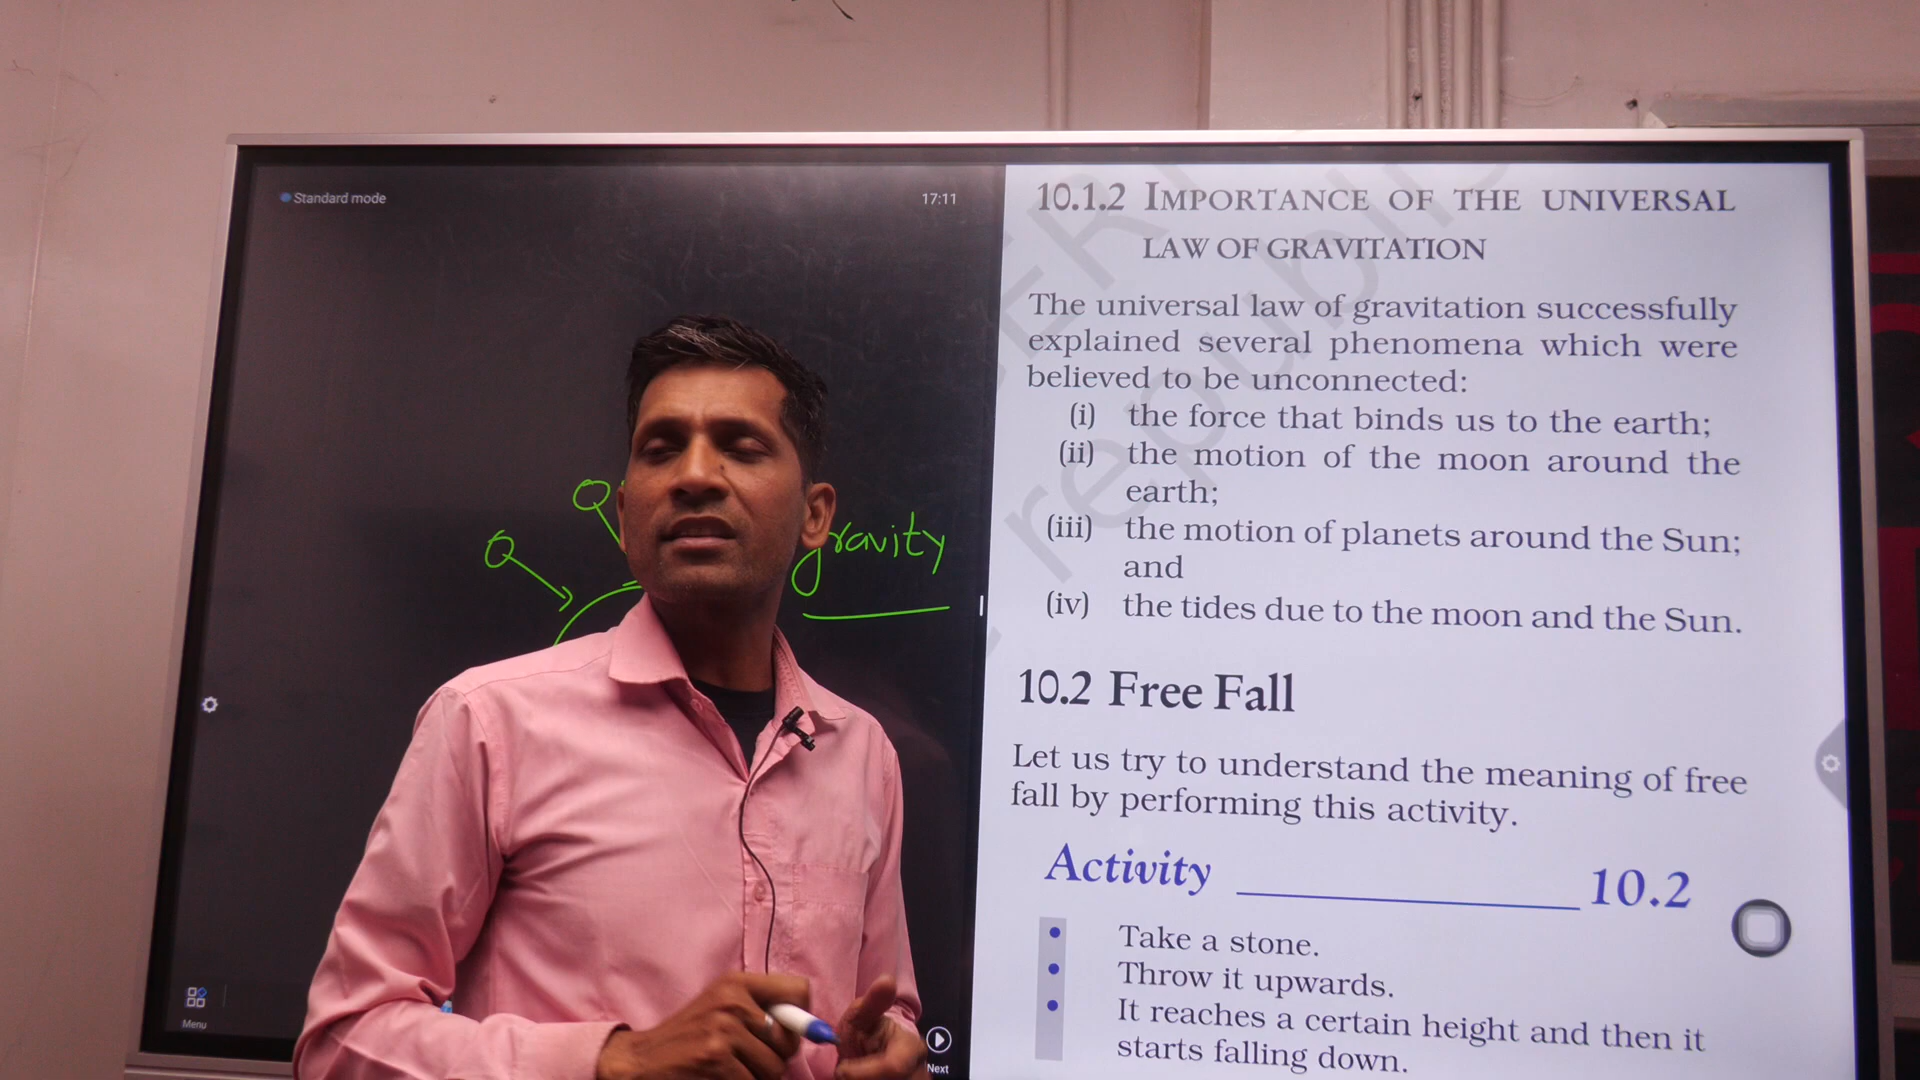 Standard mode
17:11
gravity
Menu
Next
10.1.2 IMPORTANCE OF THE UNIVERSAL
LAW OF GRAVITATION
The universal law of gravitation successfully
explained several phenomena which were
believed to be unconnected:
(i) the force that binds us to the earth;
(ii) the motion of the moon around the
earth;
(iii) the motion of planets around the Sun;
and
(iv) the tides due to the moon and the Sun.
10.2 Free Fall
Let us try to understand the meaning of free
fall by performing this activity.
Activity 10.2
• Take a stone.
• Throw it upwards.
• It reaches a certain height and then it
starts falling down.